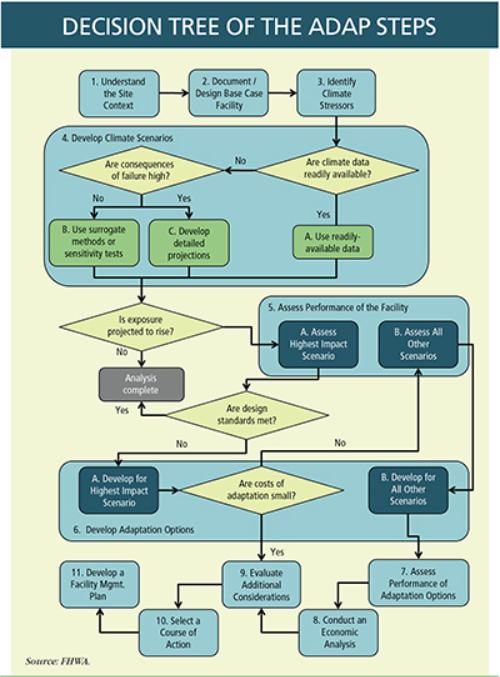 DECISION TREE OF THE ADAP STEPS
1. Understand
the Site
Context
2. Document /
Design Base Case
Facility
3. Identify
Climate
Stressors
4. Develop Climate Scenarios
Are consequences
of failure high?
No
Are climate data
readily available?
No
Yes
Yes
B. Use surrogate
methods or
sensitivity tests
C. Develop
detailed
projections
A. Use readily-
available data
Is exposure
projected to rise?
5. Assess Performance of the Facility
A. Assess
Highest Impact
Scenario
B. Assess All
Other
Scenarios
No
Analysis
complete
Yes
Are design
standards met?
No
No
A. Develop for
Highest Impact
Scenario
Are costs of
adaptation small?
B. Develop for
All Other
Scenarios
6. Develop Adaptation Options
Yes
11. Develop a
Facility Mgmt.
Plan
9. Evaluate
Additional
Considerations
7. Assess
Performance of
Adaptation Options
10. Select a
Course of
Action
8. Conduct an
Economic
Analysis
Source: FHWA.